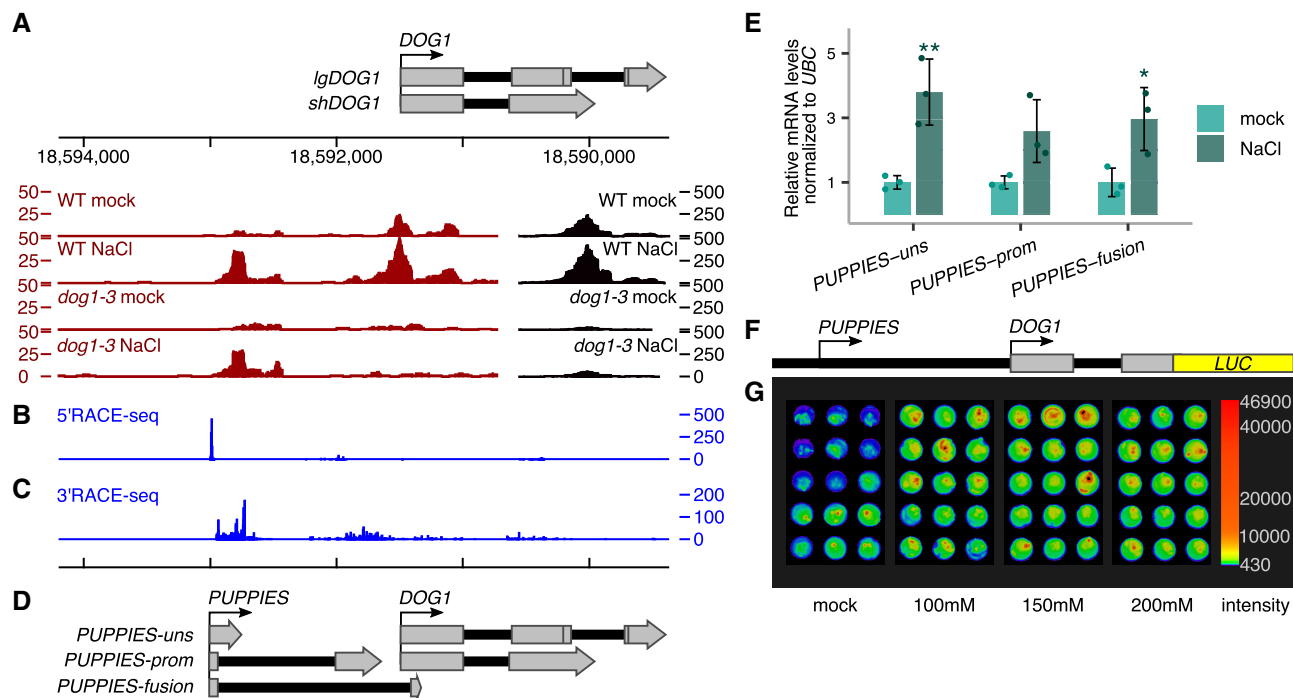 A
DOG1
lgDOG1
shDOG1
18,594,000
18,592,000
18,590,000
50
25
WT mock
WT mock
500
250
50
25
WT NaCl
WT NaCl
500
250
50
25
dog1-3 mock
dog1-3 mock
500
250
50
25
0
dog1-3 NaCl
dog1-3 NaCl
500
250
0
B
5'RACE-seq
500
250
0
C
3'RACE-seq
200
100
0
D
PUPPIES
DOG1
PUPPIES-uns
PUPPIES-prom
PUPPIES-fusion
E
Relative mRNA levels
normalized to UBC
5
3
1
**
*
PUPPIES-uns
PUPPIES-prom
PUPPIES-fusion
mock
NaCl
F
PUPPIES
DOG1
LUC
G
46900
40000
20000
10000
430
mock
100mM
150mM
200mM
intensity